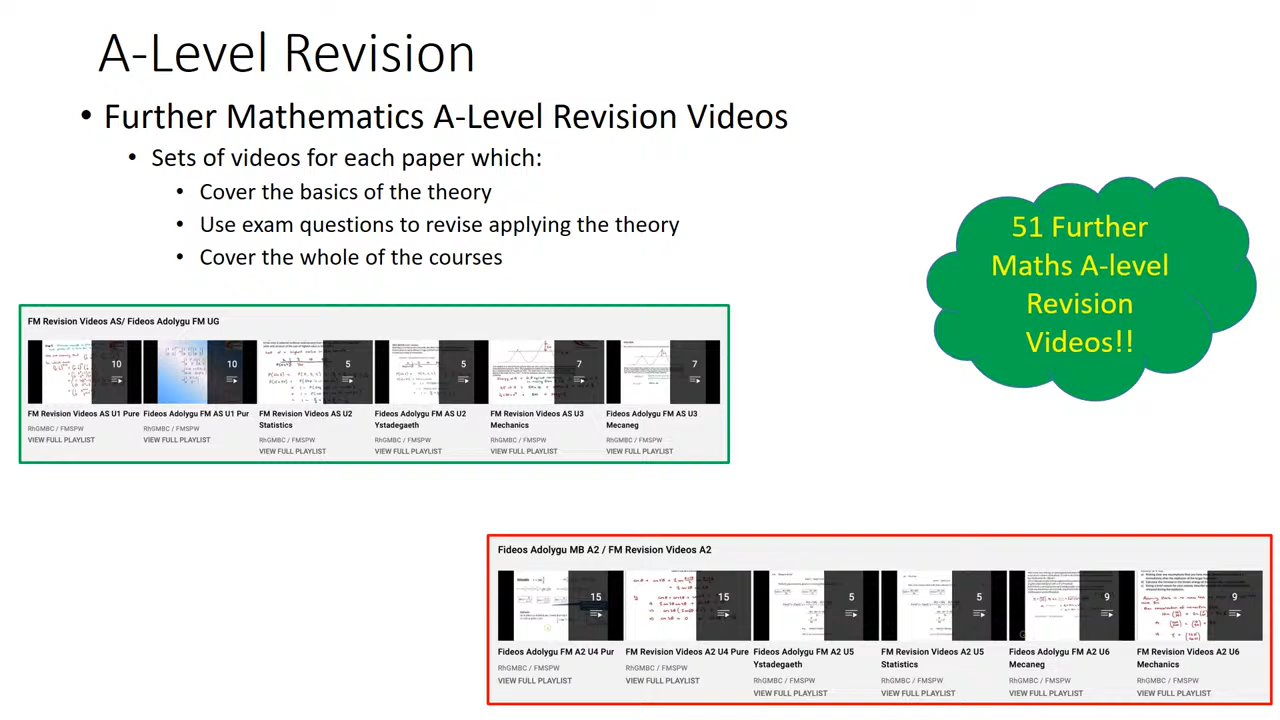 A-Level Revision
• Further Mathematics A-Level Revision Videos
• Sets of videos for each paper which:
• Cover the basics of the theory
• Use exam questions to revise applying the theory
• Cover the whole of the courses
51 Further
Maths A-level
Revision
Videos!!
FM Revision Videos AS/ Fideos Adolygu FM UG
10
10
5
5
7
7
FM Revision Videos AS U1 Pure
RhGMBC / FMSPW
VIEW FULL PLAYLIST
Fideos Adolygu FM AS U1 Pur
RhGMBC / FMSPW
VIEW FULL PLAYLIST
FM Revision Videos AS U2
Statistics
RhGMBC / FMSPW
VIEW FULL PLAYLIST
Fideos Adolygu FM AS U2
Ystadegaeth
RhGMBC / FMSPW
VIEW FULL PLAYLIST
FM Revision Videos AS U3
Mechanics
RhGMBC / FMSPW
VIEW FULL PLAYLIST
Fideos Adolygu FM AS U3
Mecaneg
RhGMBC / FMSPW
VIEW FULL PLAYLIST
Fideos Adolygu MB A2 / FM Revision Videos A2
15
15
5
5
9
9
Fideos Adolygu FM A2 U4 Pur
RhGMBC / FMSPW
VIEW FULL PLAYLIST
FM Revision Videos A2 U4 Pure
RhGMBC / FMSPW
VIEW FULL PLAYLIST
Fideos Adolygu FM A2 U5
Ystadegaeth
RhGMBC / FMSPW
VIEW FULL PLAYLIST
FM Revision Videos A2 U5
Statistics
RhGMBC / FMSPW
VIEW FULL PLAYLIST
Fideos Adolygu FM A2 U6
Mecaneg
RhGMBC / FMSPW
VIEW FULL PLAYLIST
FM Revision Videos A2 U6
Mechanics
RhGMBC / FMSPW
VIEW FULL PLAYLIST